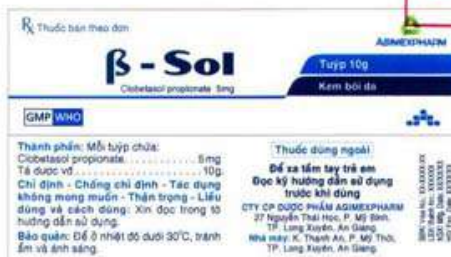 Rx Thuốc bán theo đơn
AGIMEXPHARM
β - Sol
Clobetasol propionate 5mg
Tuýp 10g
Kem bôi da
GMP WHO
Thành phần: Mỗi tuýp chứa:
Clobetasol propionate............ 5mg
Tá dược vđ........................ 10g
Chỉ định - Chống chỉ định - Tác dụng
không mong muốn - Thận trọng - Liều
dùng và cách dùng: Xin đọc trong tờ
hướng dẫn sử dụng.
Bảo quản: Để ở nhiệt độ dưới 30°C, tránh
ẩm và ánh sáng.
Thuốc dùng ngoài
Để xa tầm tay trẻ em
Đọc kỹ hướng dẫn sử dụng
trước khi dùng
CTY CP DƯỢC PHẨM AGIMEXPHARM
27 Nguyễn Thái Học, P. Mỹ Bình,
TP. Long Xuyên, An Giang.
Nhà máy: K. Thạnh An, P. Mỹ Thới,
TP. Long Xuyên, An Giang.